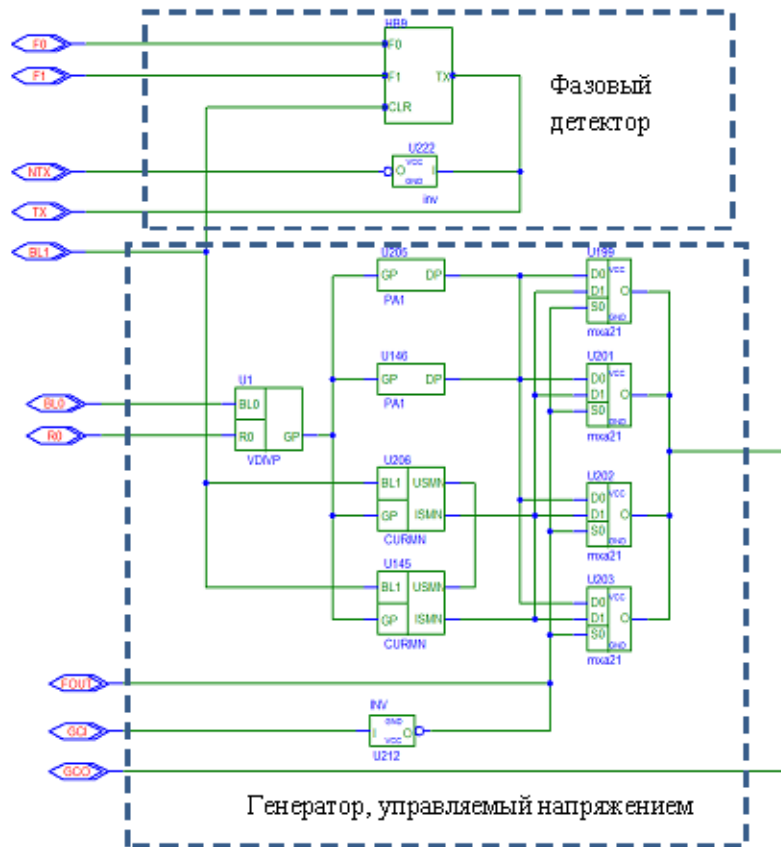 HB9
F0
F0
F1
F1
TX
CLR
Фазовый
детектор
U222
VCC
O
I
GND
inv
NTX
TX
BL1
U205
GP
DP
PA1
U199
D0
VCC
D1
O
S0
GND
mxa21
U146
GP
DP
PA1
U201
D0
VCC
D1
O
S0
GND
mxa21
U1
BL0
BL0
R0
R0
GP
VDIVP
U206
BL1
USMN
GP
ISMN
CURMN
U202
D0
VCC
D1
O
S0
GND
mxa21
U145
BL1
USMN
GP
ISMN
CURMN
U203
D0
VCC
D1
O
S0
GND
mxa21
FOUT
INV
GCI
GND
I
O
VCC
U212
GCO
Генератор, управляемый напряжением